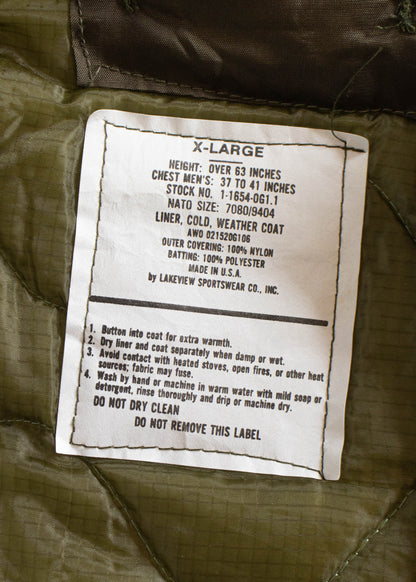 X-LARGE
HEIGHT: OVER 63 INCHES
CHEST MEN'S: 37 TO 41 INCHES
STOCK NO. 1-1654-DG1.1
NATO SIZE: 7080/9404
LINER, COLD, WEATHER COAT
AWO 021520G106
OUTER COVERING: 100% NYLON
BATTING: 100% POLYESTER
MADE IN U.S.A.
by LAKEVIEW SPORTSWEAR CO., INC.
1. Button into coat for extra warmth.
2. Dry liner and coat separately when damp or wet.
3. Avoid contact with heated stoves, open fires, or other heat
sources; fabric may fuse.
4. Wash by hand or machine in warm water with mild soap or
detergent, rinse thoroughly and drip or machine dry.
DO NOT DRY CLEAN
DO NOT REMOVE THIS LABEL